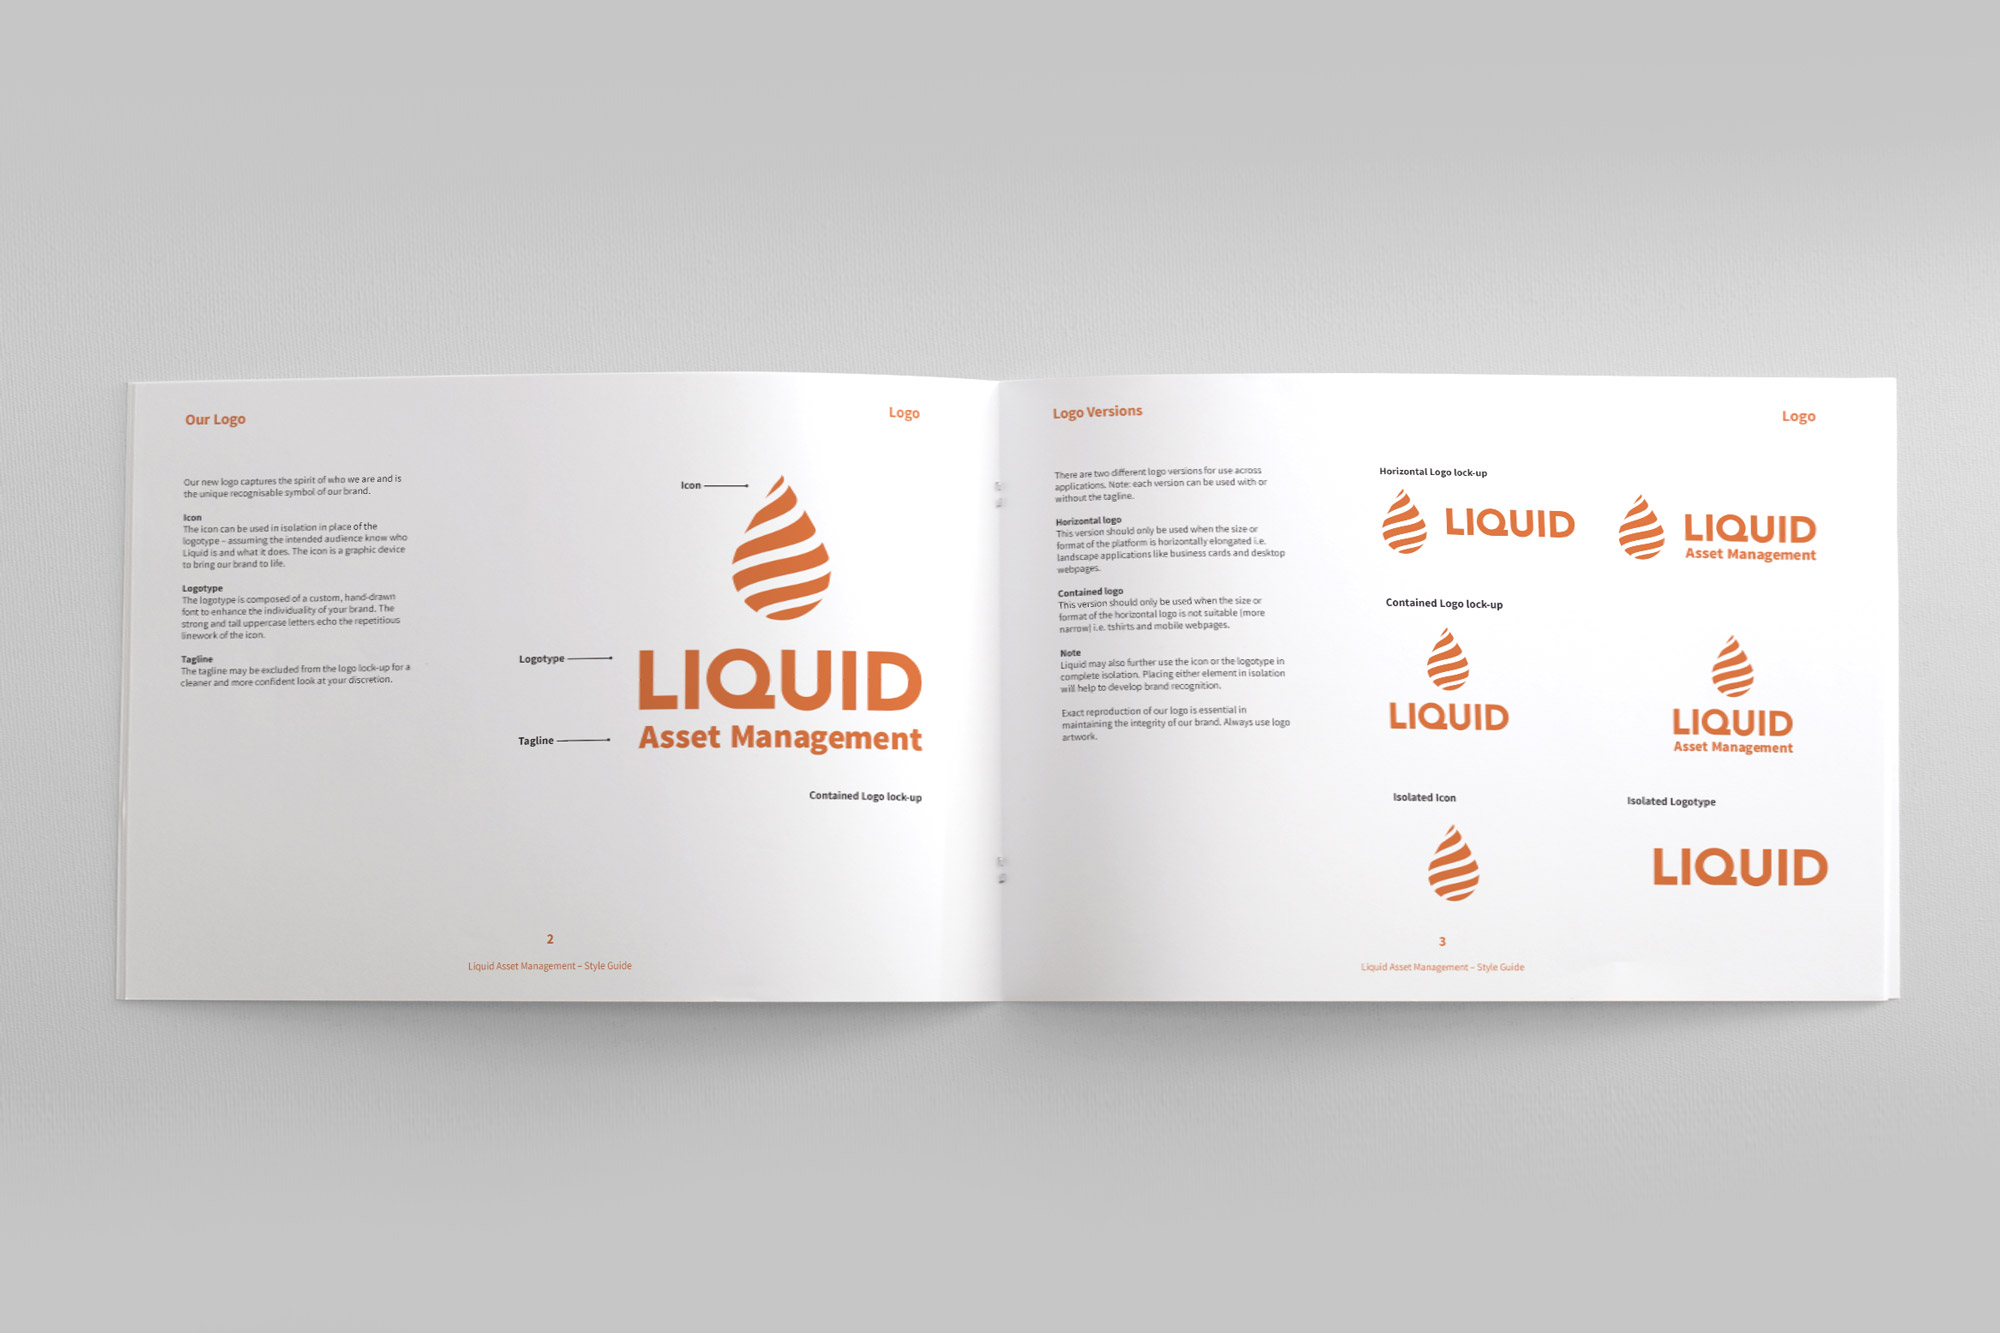 Our Logo
Logo
Our new logo captures the spirit of who we are and is
the unique recognisable symbol of our brand.
Icon
The icon can be used in isolation in place of the
logotype – assuming the intended audience know who
Liquid is and what it does. The icon is a graphic device
to bring our brand to life.
Logotype
The logotype is composed of a custom, hand-drawn
font to enhance the individuality of your brand. The
strong and tall uppercase letters echo the repetitious
linework of the icon.
Tagline
The tagline may be excluded from the logo lock-up for a
cleaner and more confident look at your discretion.
Icon
Logotype
LIQUID
Tagline
Asset Management
Contained Logo lock-up
2
Liquid Asset Management – Style Guide
Logo Versions
Logo
There are two different logo versions for use across
applications. Note: each version can be used with or
without the tagline.
Horizontal logo
This version should only be used when the size or
format of the platform is horizontally elongated i.e.
landscape applications like business cards and desktop
webpages.
Contained logo
This version should only be used when the size or
format of the horizontal logo is not suitable (more
narrow) i.e. tshirts and mobile webpages.
Note
Liquid may also further use the icon or the logotype in
complete isolation. Placing either element in isolation
will help to develop brand recognition.
Exact reproduction of our logo is essential in
maintaining the integrity of our brand. Always use logo
artwork.
Horizontal Logo lock-up
LIQUID
LIQUID
Asset Management
Contained Logo lock-up
LIQUID
LIQUID
Asset Management
Isolated Icon
Isolated Logotype
LIQUID
3
Liquid Asset Management – Style Guide